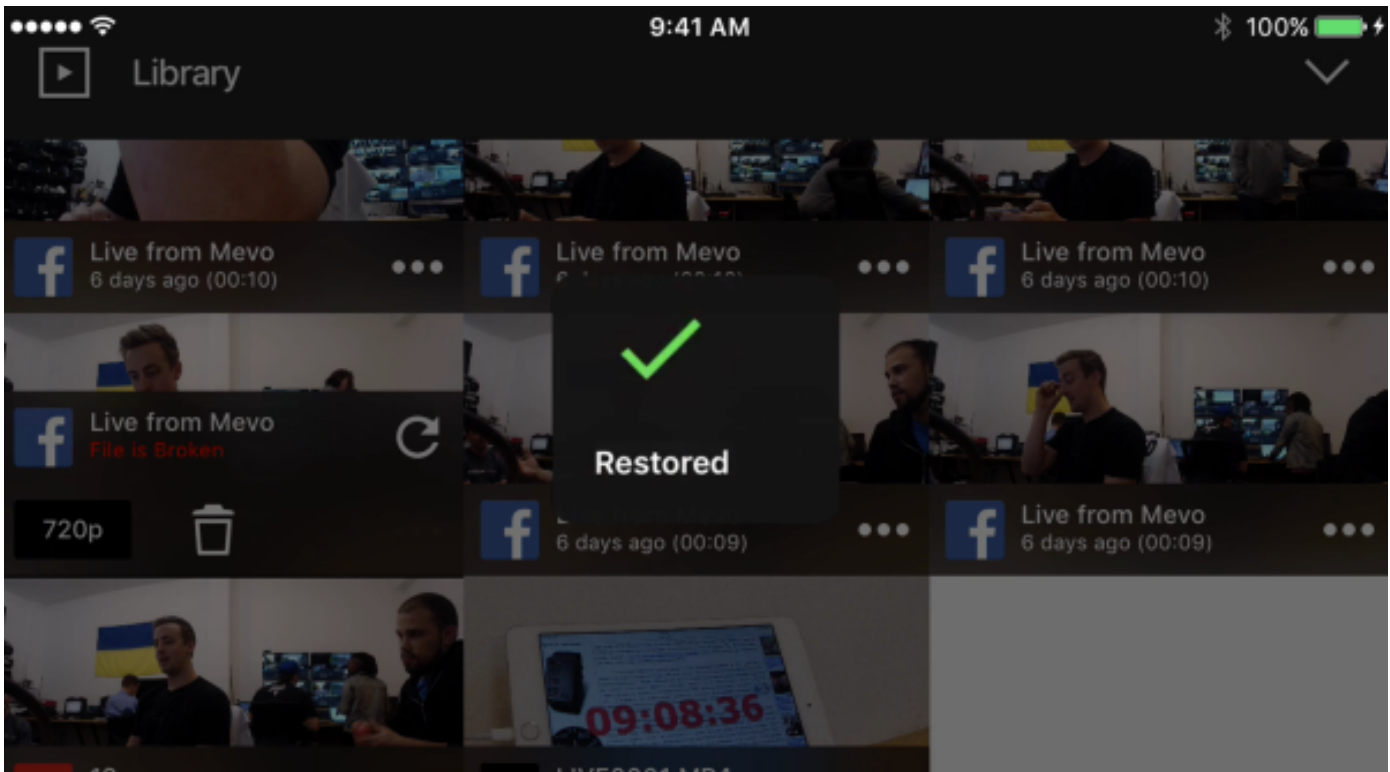 9:41 AM
100%
Library
Live from Mevo
6 days ago (00:10)
Live from Mevo
Live from Mevo
6 days ago (00:10)
Live from Mevo
File is Broken
720p
Restored
6 days ago (00:09)
Live from Mevo
6 days ago (00:09)
09:08:36